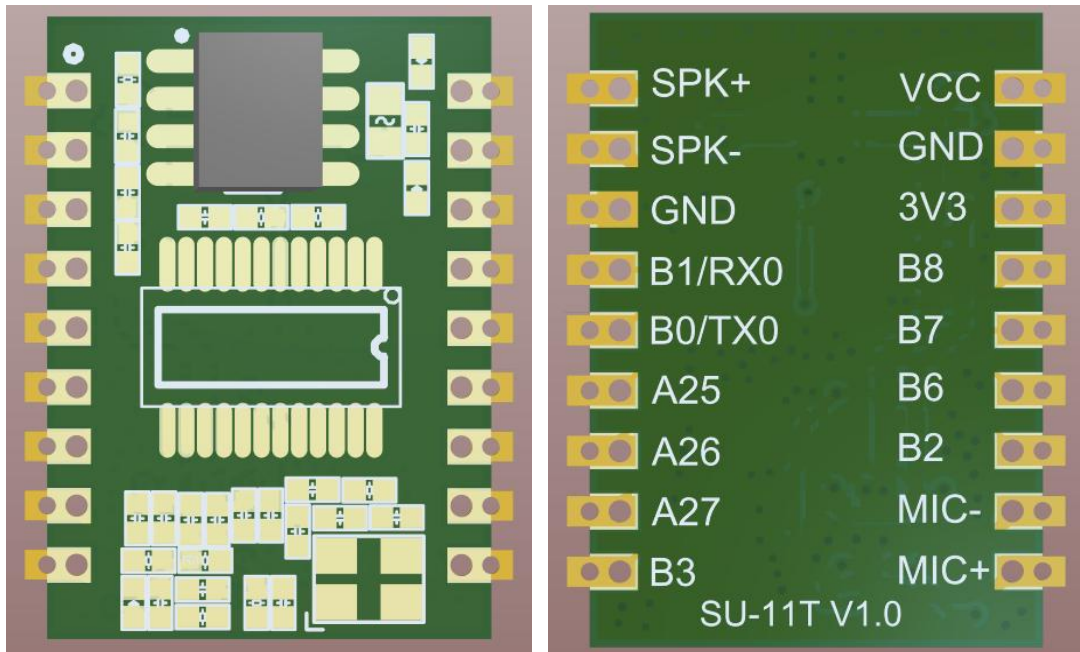 SPK+ VCC
SPK- GND
GND 3V3
B1/RX0 B8
B0/TX0 B7
A25 B6
A26 B2
A27 MIC-
B3 MIC+
SU-11T V1.0